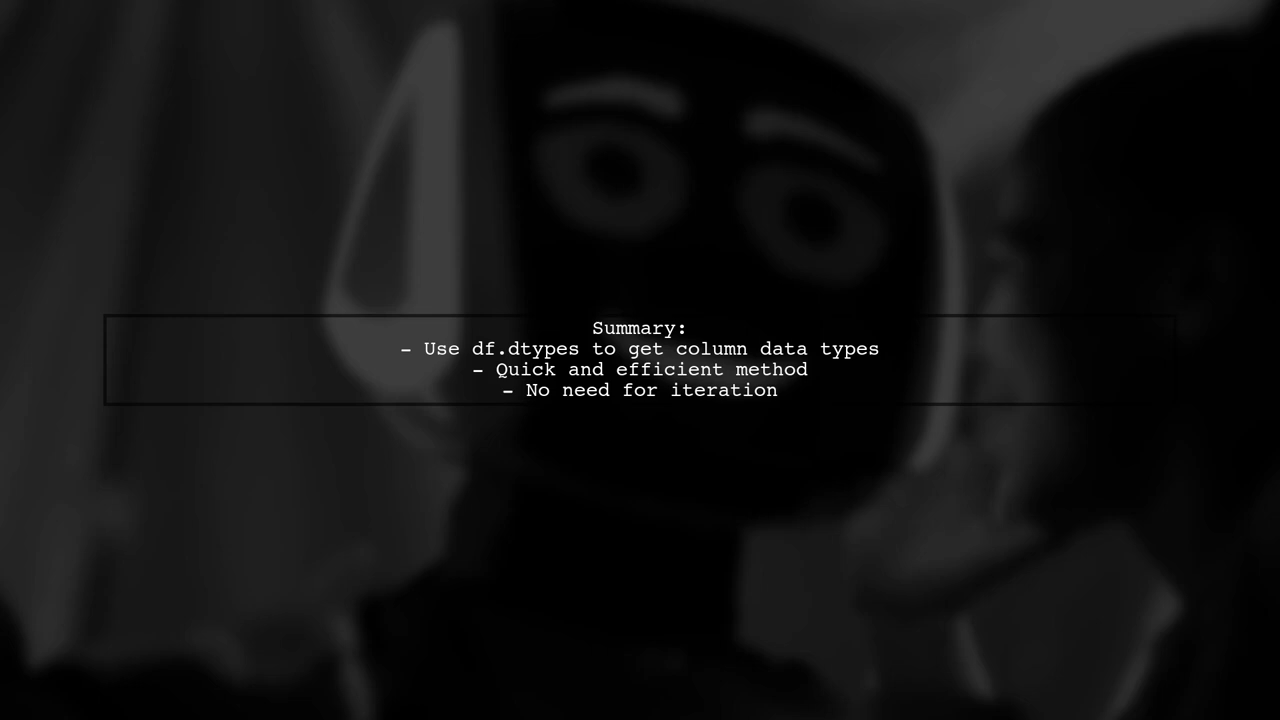 Summary:
- Use df.dtypes to get column data types
- Quick and efficient method
- No need for iteration